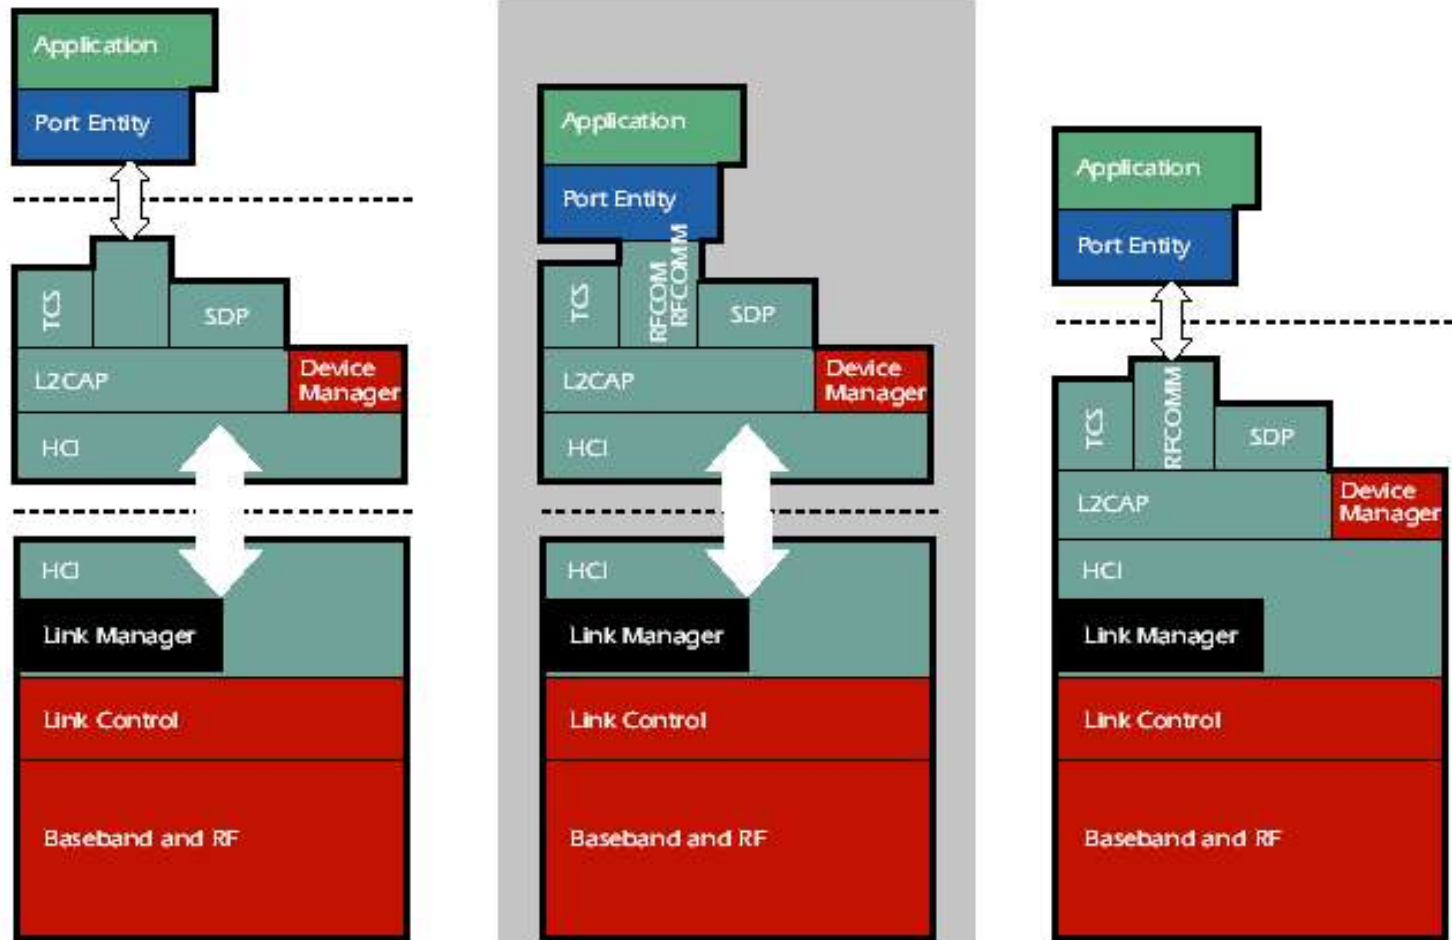 Application
Port Entity
TCS
SDP
L2CAP
Device
Manager
HCI
HCI
Link Manager
Link Control
Baseband and RF
Application
Port Entity
TCS
RFCOM
RFCOMM
SDP
L2CAP
Device
Manager
HCI
HCI
Link Manager
Link Control
Baseband and RF
Application
Port Entity
TCS
RFCOMM
SDP
L2CAP
Device
Manager
HCI
Link Manager
Link Control
Baseband and RF